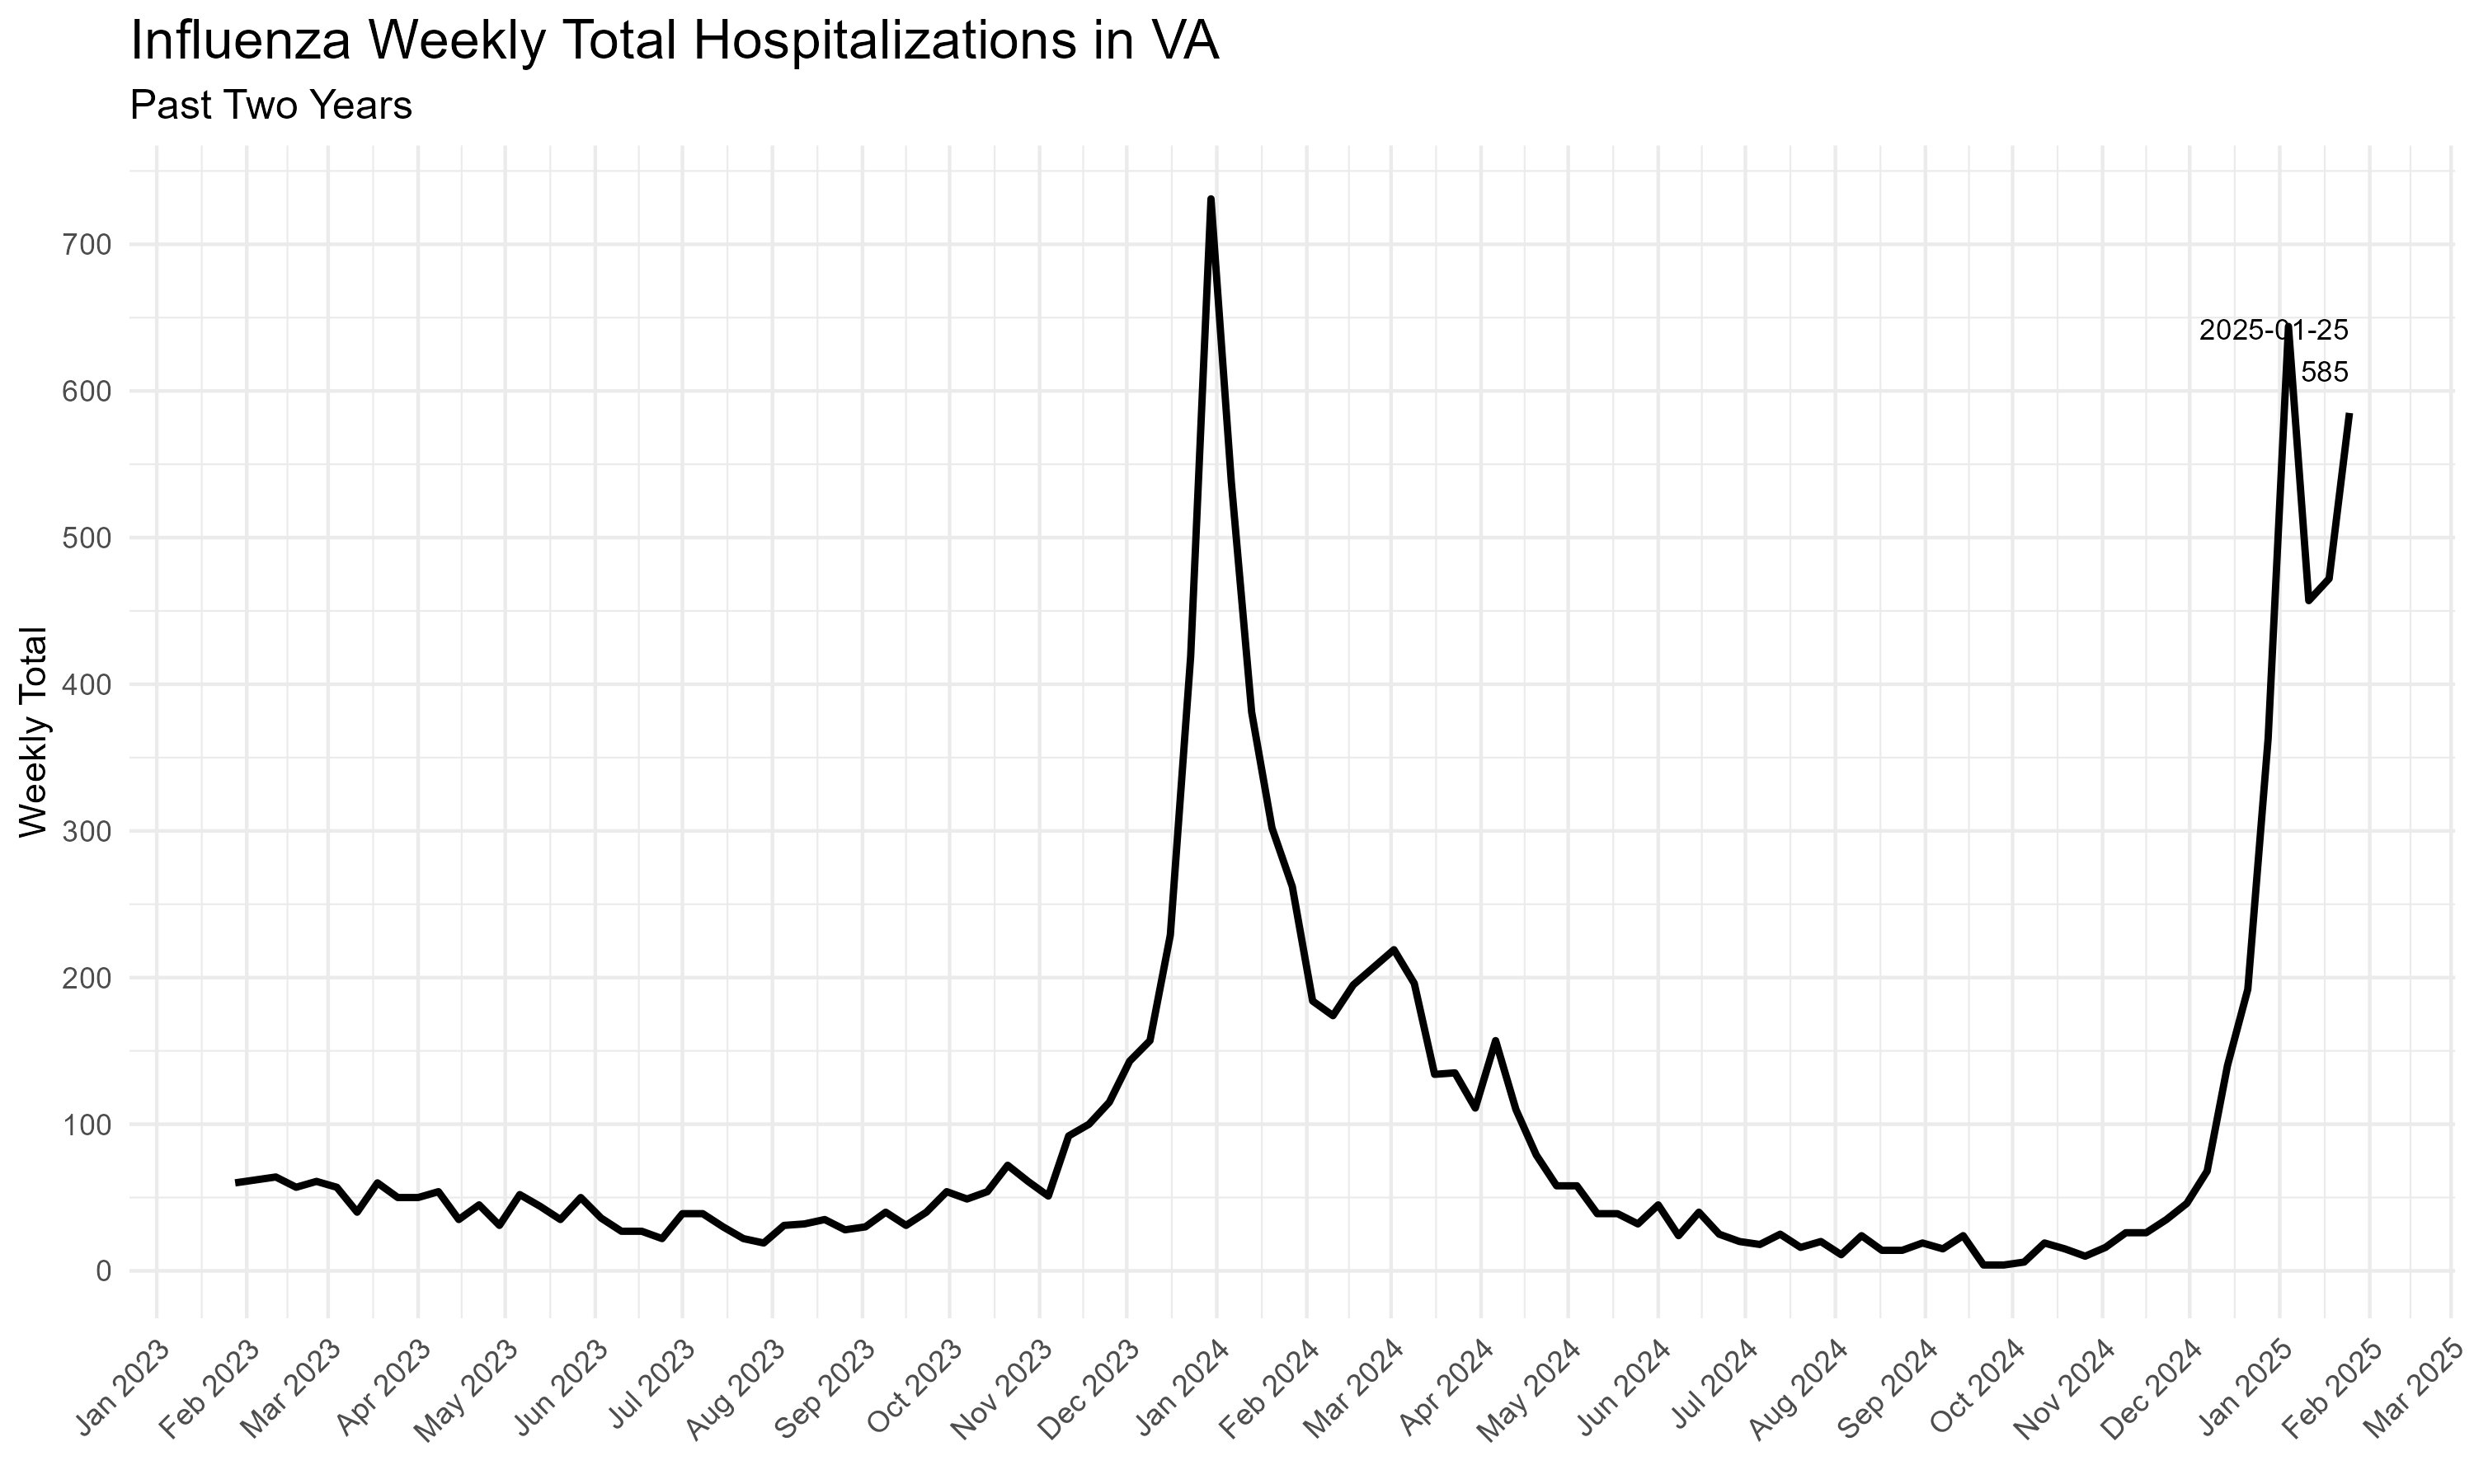 Influenza Weekly Total Hospitalizations in VA
Past Two Years
Weekly Total
700
600
500
400
300
200
100
0
2025-01-25
585
Jan 2023
Feb 2023
Mar 2023
Apr 2023
May 2023
Jun 2023
Jul 2023
Aug 2023
Sep 2023
Oct 2023
Nov 2023
Dec 2023
Jan 2024
Feb 2024
Mar 2024
Apr 2024
May 2024
Jun 2024
Jul 2024
Aug 2024
Sep 2024
Oct 2024
Nov 2024
Dec 2024
Jan 2025
Feb 2025
Mar 2025